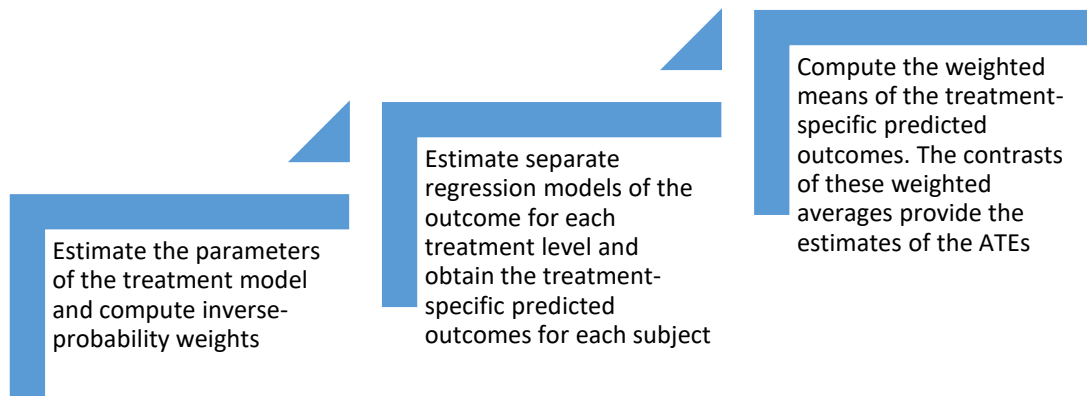 Estimate the parameters
of the treatment model
and compute inverse-
probability weights
Estimate separate
regression models of the
outcome for each
treatment level and
obtain the treatment-
specific predicted
outcomes for each subject
Compute the weighted
means of the treatment-
specific predicted
outcomes. The contrasts
of these weighted
averages provide the
estimates of the ATEs